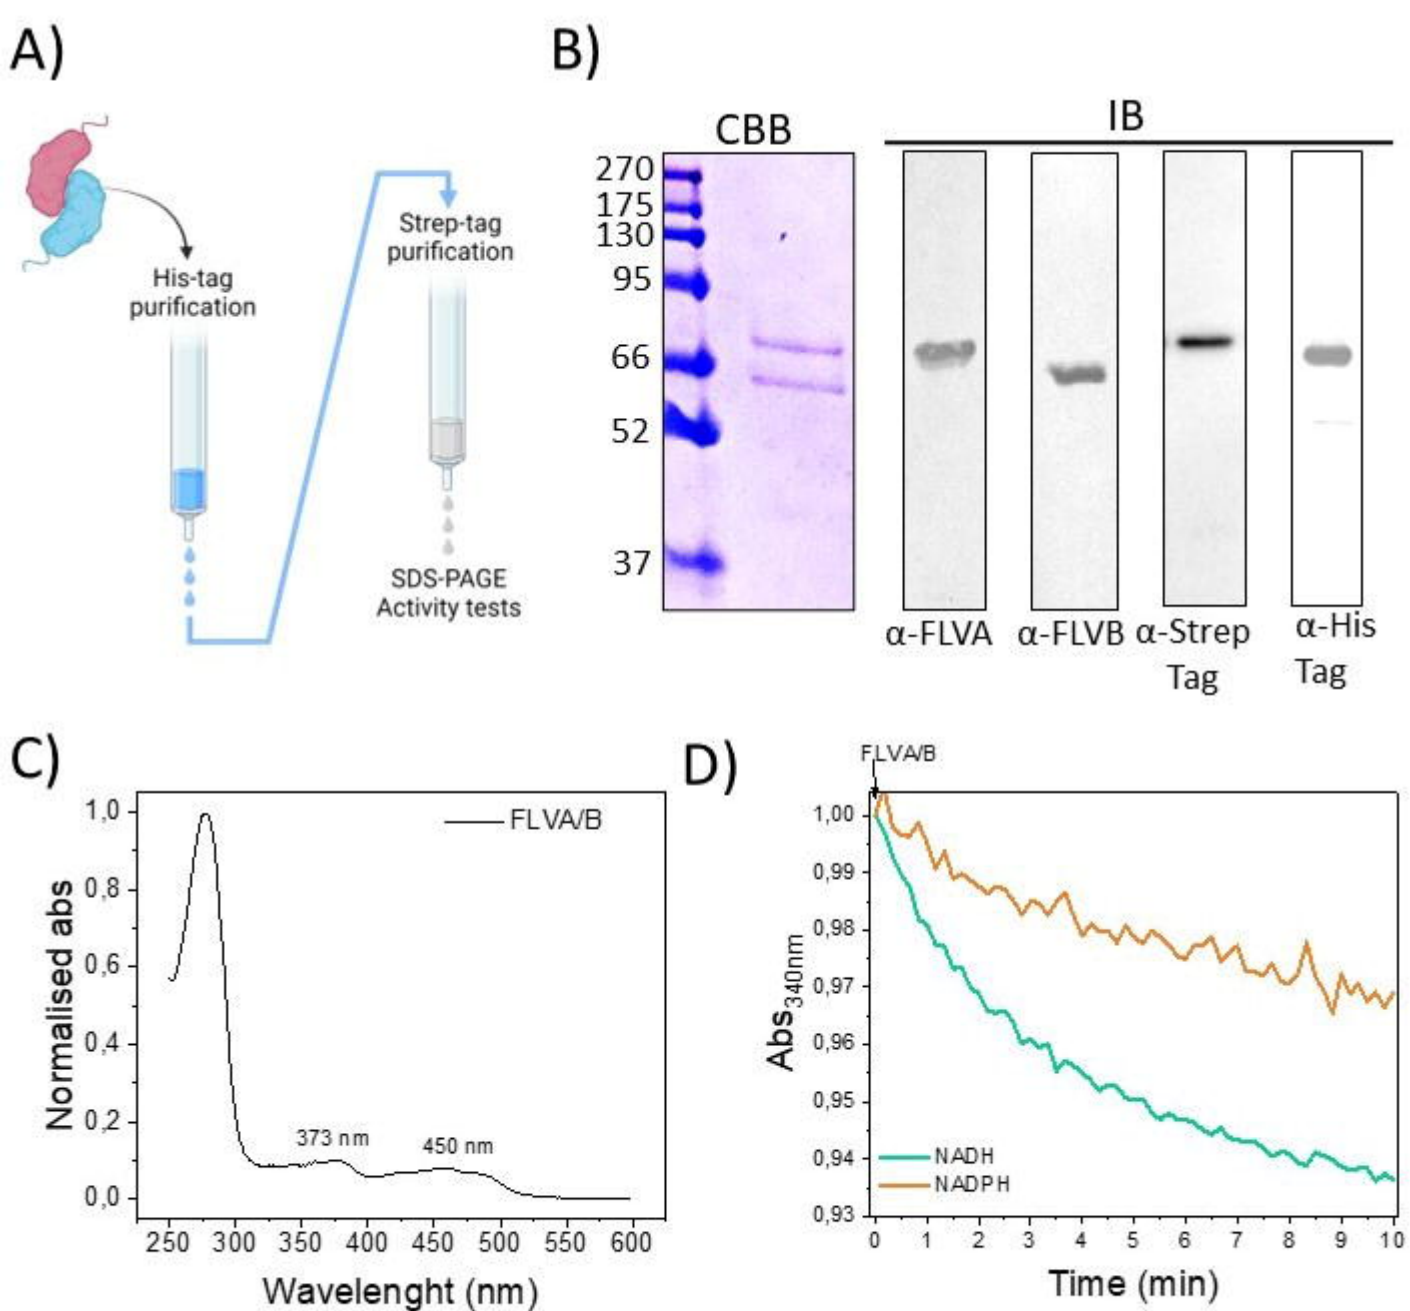 A)
His-tag
purification
Strep-tag
purification
SDS-PAGE
Activity tests
B)
CBB
IB
270
175
130
95
66
52
37
α-FLVA
α-FLVB
α-Strep
Tag
α-His
Tag
C)
FLVA/B
1,0
0,8
0,6
0,4
0,2
0,0
Normalised abs
373 nm
450 nm
250 300 350 400 450 500 550 600
Wavelenght (nm)
D)
FLVA/B
1,00
0,99
0,98
0,97
0,96
0,95
0,94
0,93
Abs340nm
NADH
NADPH
0 1 2 3 4 5 6 7 8 9 10
Time (min)